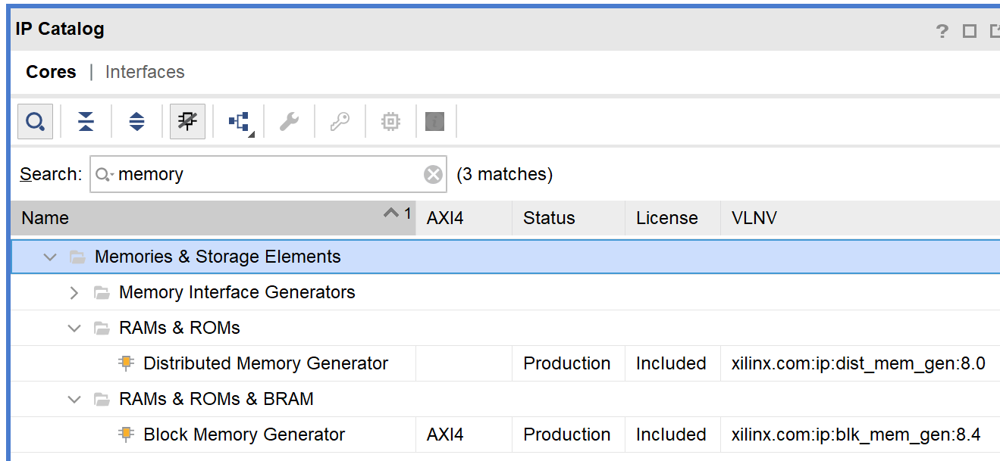 IP Catalog ?
Cores | Interfaces
Search: memory (3 matches)
Name 1 AXI4 Status License VLNV
Memories & Storage Elements
Memory Interface Generators
RAMs & ROMs
Distributed Memory Generator Production Included xilinx.com:ip:dist_mem_gen:8.0
RAMs & ROMs & BRAM
Block Memory Generator AXI4 Production Included xilinx.com:ip:blk_mem_gen:8.4